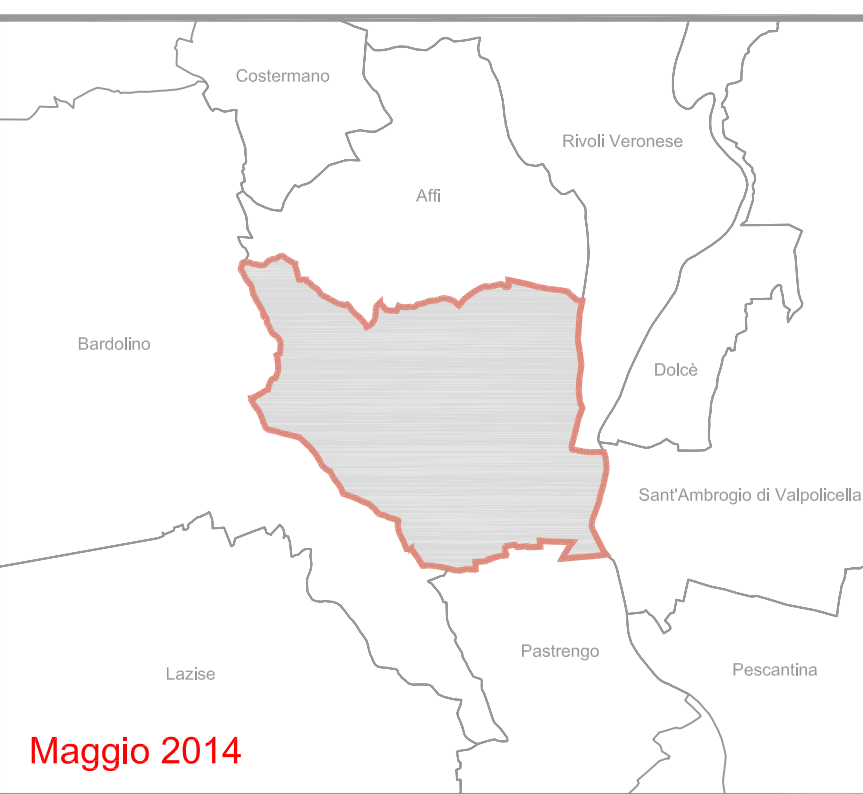 Costermano
Rivoli Veronese
Affi
Bardolino
Dolcè
Sant'Ambrogio di Valpolicella
Pastrengo
Pescantina
Lazise
Maggio 2014